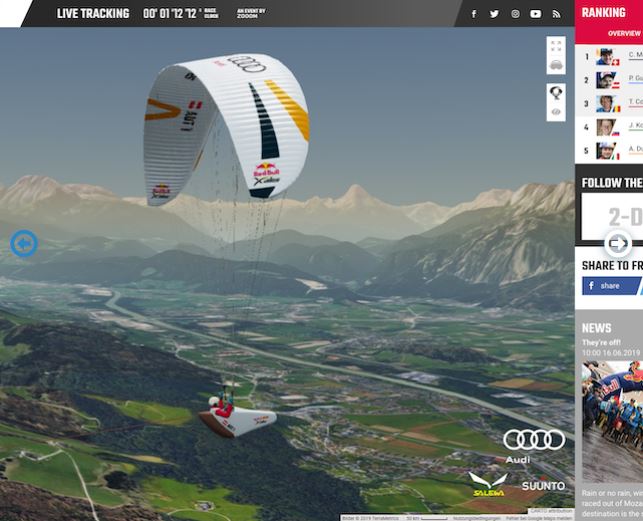 LIVE TRACKING
00' 01 '12 '12 "
RACE
CLOCK
AN EVENT BY
ZOOOM
RANKING
OVERVIEW
1 C. M
2 P. Gu
3 T. Co
4 J. Ko
5 A. Du
FOLLOW THE
2-D
SHARE TO FR
f share
NEWS
They're off!
10:00 16.06.2019
Rain or no rain, wi
raced out of Moza
destination is the
Red Bull
Red Bull
Audi
SALEWA
SUUNTO
CARTO attribution
Bilder © 2019 TerraMetrics 50 km Nutzungsbedingungen Fehler bei Google Maps melden